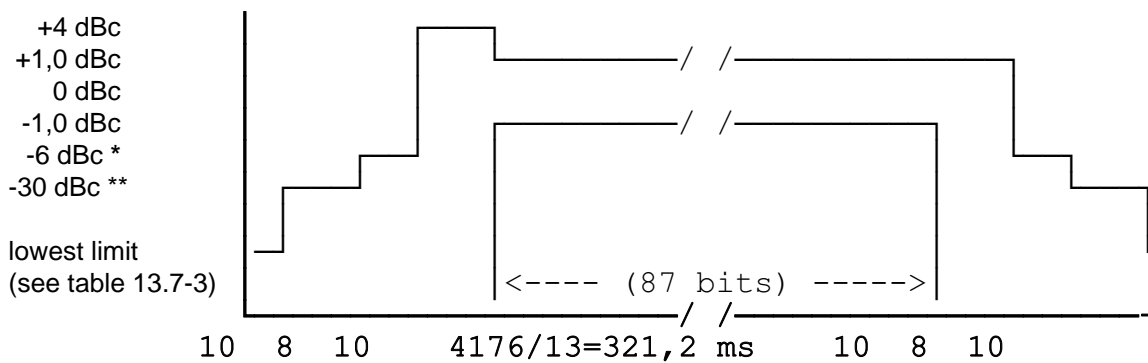 +4 dBc
+1,0 dBc
0 dBc
-1,0 dBc
-6 dBc *
-30 dBc **
lowest limit
(see table 13.7-3)
<---- (87 bits) ----->
10 8 10 4176/13=321,2 ms 10 8 10